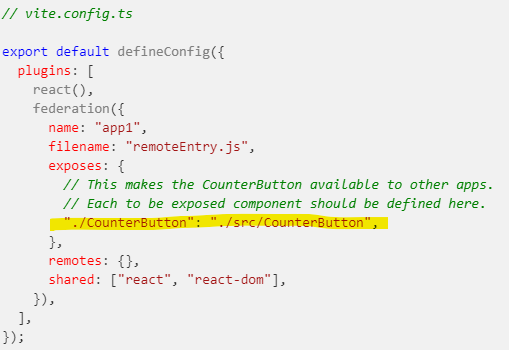 // vite.config.ts
export default defineConfig({
  plugins: [
    react(),
    federation({
      name: "app1",
      filename: "remoteEntry.js",
      exposes: {
        // This makes the CounterButton available to other apps.
        // Each to be exposed component should be defined here.
        "./CounterButton": "./src/CounterButton",
      },
      remotes: {},
      shared: ["react", "react-dom"],
    }),
  ],
});